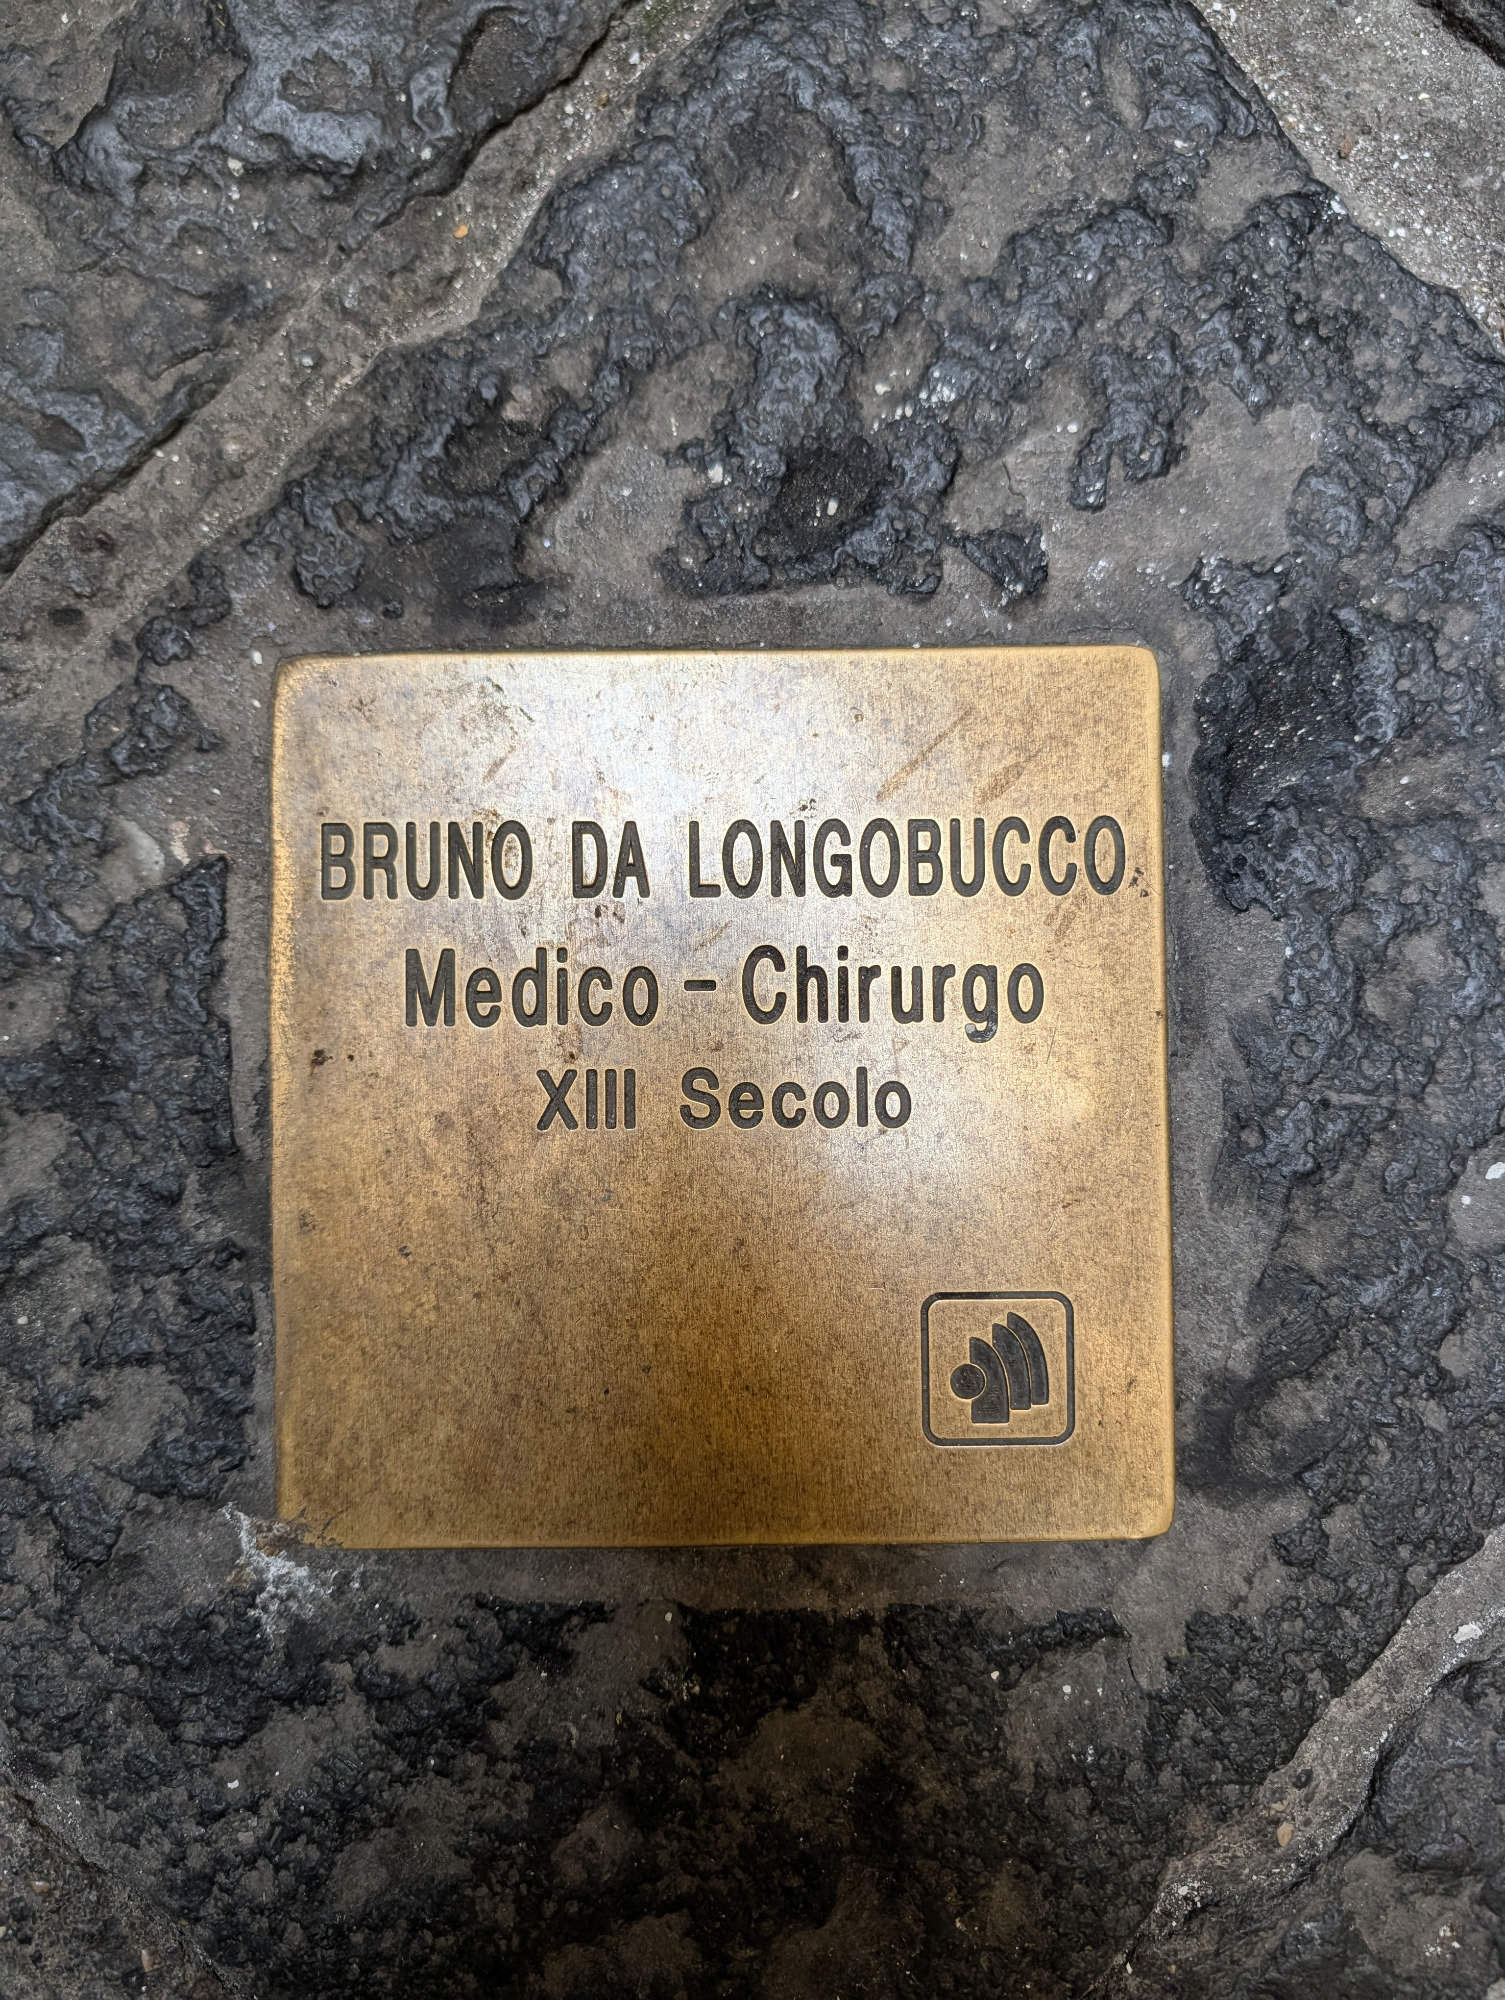 BRUNO DA LONGOBUCCO
Medico - Chirurgo
XIII Secolo